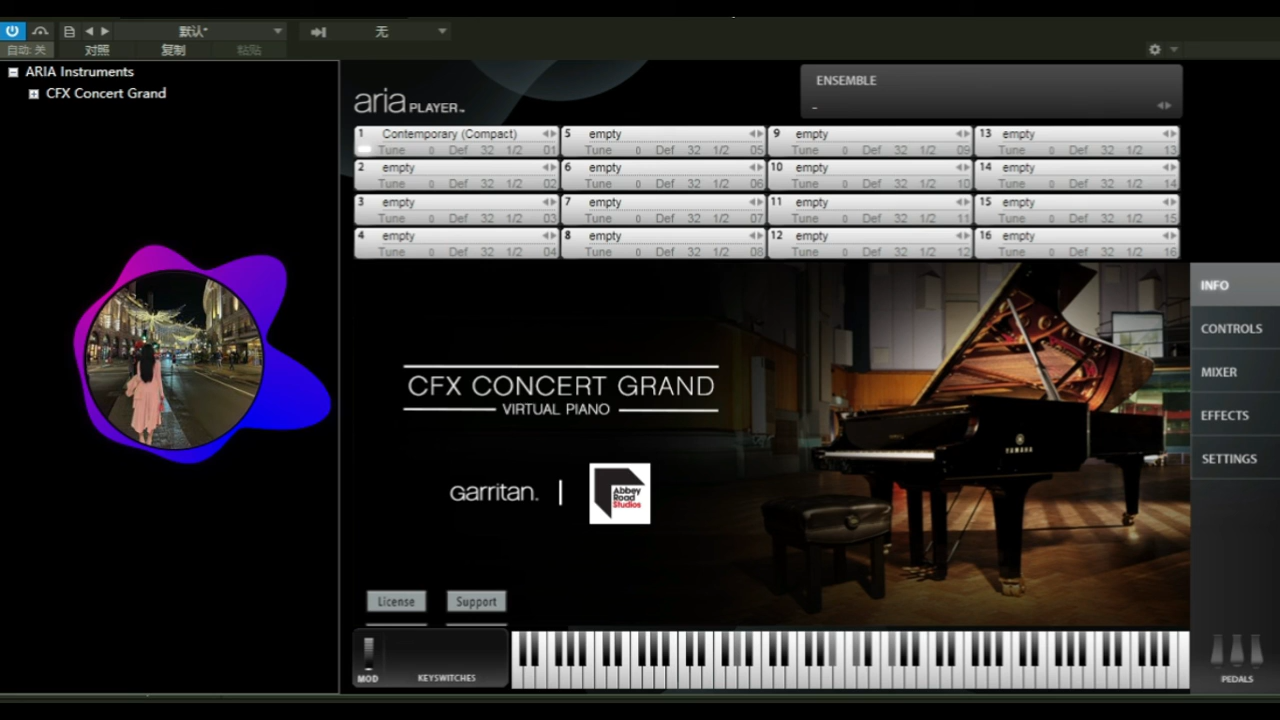 默认*
无
自动: 关 对照 复制 粘贴
ARIA Instruments
CFX Concert Grand
aria PLAYER™
ENSEMBLE
-
1 Contemporary (Compact)
Tune 0 Def 32 1/2 01
5 empty
Tune 0 Def 32 1/2 05
9 empty
Tune 0 Def 32 1/2 09
13 empty
Tune 0 Def 32 1/2 13
2 empty
Tune 0 Def 32 1/2 02
6 empty
Tune 0 Def 32 1/2 06
10 empty
Tune 0 Def 32 1/2 10
14 empty
Tune 0 Def 32 1/2 14
3 empty
Tune 0 Def 32 1/2 03
7 empty
Tune 0 Def 32 1/2 07
11 empty
Tune 0 Def 32 1/2 11
15 empty
Tune 0 Def 32 1/2 15
4 empty
Tune 0 Def 32 1/2 04
8 empty
Tune 0 Def 32 1/2 08
12 empty
Tune 0 Def 32 1/2 12
16 empty
Tune 0 Def 32 1/2 16
CFX CONCERT GRAND
VIRTUAL PIANO
garritan.
Abbey
Road
Studios
YAMAHA
INFO
CONTROLS
MIXER
EFFECTS
SETTINGS
License
Support
MOD
KEYSWITCHES
PEDALS